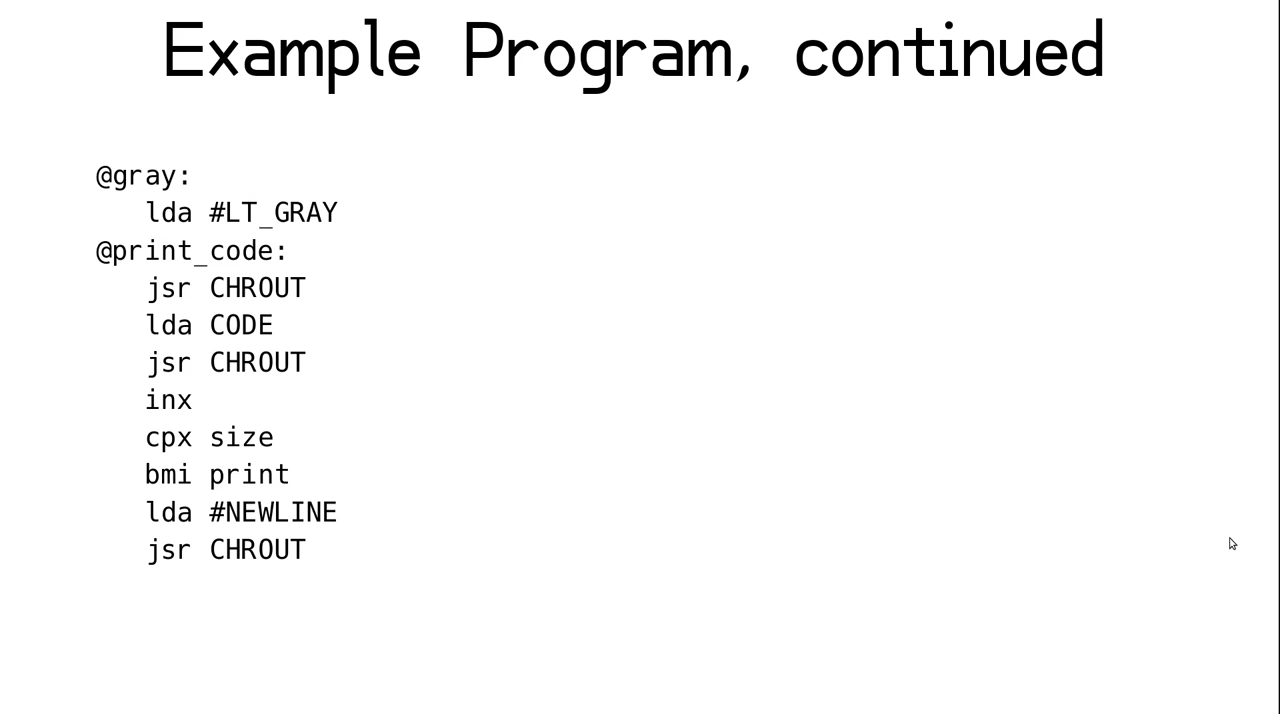 Example Program, continued
@gray:
lda #LT_GRAY
@print_code:
jsr CHROUT
lda CODE
jsr CHROUT
inx
cpx size
bmi print
lda #NEWLINE
jsr CHROUT